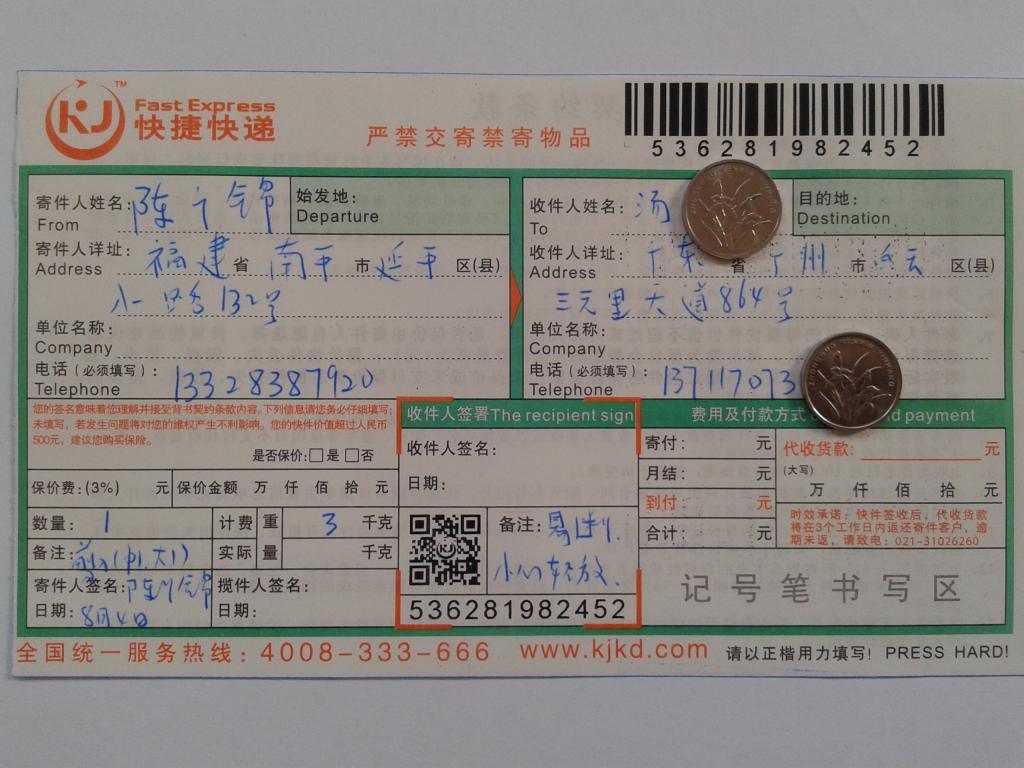 KJ™ Fast Express
快捷快递
严禁交寄禁寄物品
536281982452
寄件人姓名:
From
始发地:
Departure
寄件人详址: 福建 省 南平 市 延平 区(县)
Address
132号
单位名称:
Company
电话(必须填写): 13328387920
Telephone
收件人姓名: 汤
To
目的地:
Destination
收件人详址: 广东 省 广州 市 白云 区(县)
Address
三元里大道864号
单位名称:
Company
电话(必须填写): 137117073
Telephone
您的签名意味着您理解并接受背书契约条款内容。下列信息请您务必仔细填写;
未填写,若发生问题将对您的维权产生不利影响。您的快件价值超过人民币
500元,建议您购买保险。
是否保价:□是 □否
保价费:(3%) 元 保价金额 万 仟 佰 拾 元
数量: 1 计费 重 3 千克
备注: 实际 量 千克
寄件人签名:
日期: 8月4日
揽件人签名:
日期:
收件人签署The recipient sign
收件人签名:
日期:
备注: 易碎,
小心轻放.
536281982452
费用及付款方式 d payment
寄付: 元
月结: 元
到付: 元
合计: 元
代收货款: 元
(大写)
万 仟 佰 拾 元
时效承诺:快件签收后,代收货款
将在3个工作日内返还寄件客户,逾
期未返,请致电:021-31026260
记号笔书写区
全国统一服务热线:4008-333-666 www.kjkd.com 请以正楷用力填写! PRESS HARD!